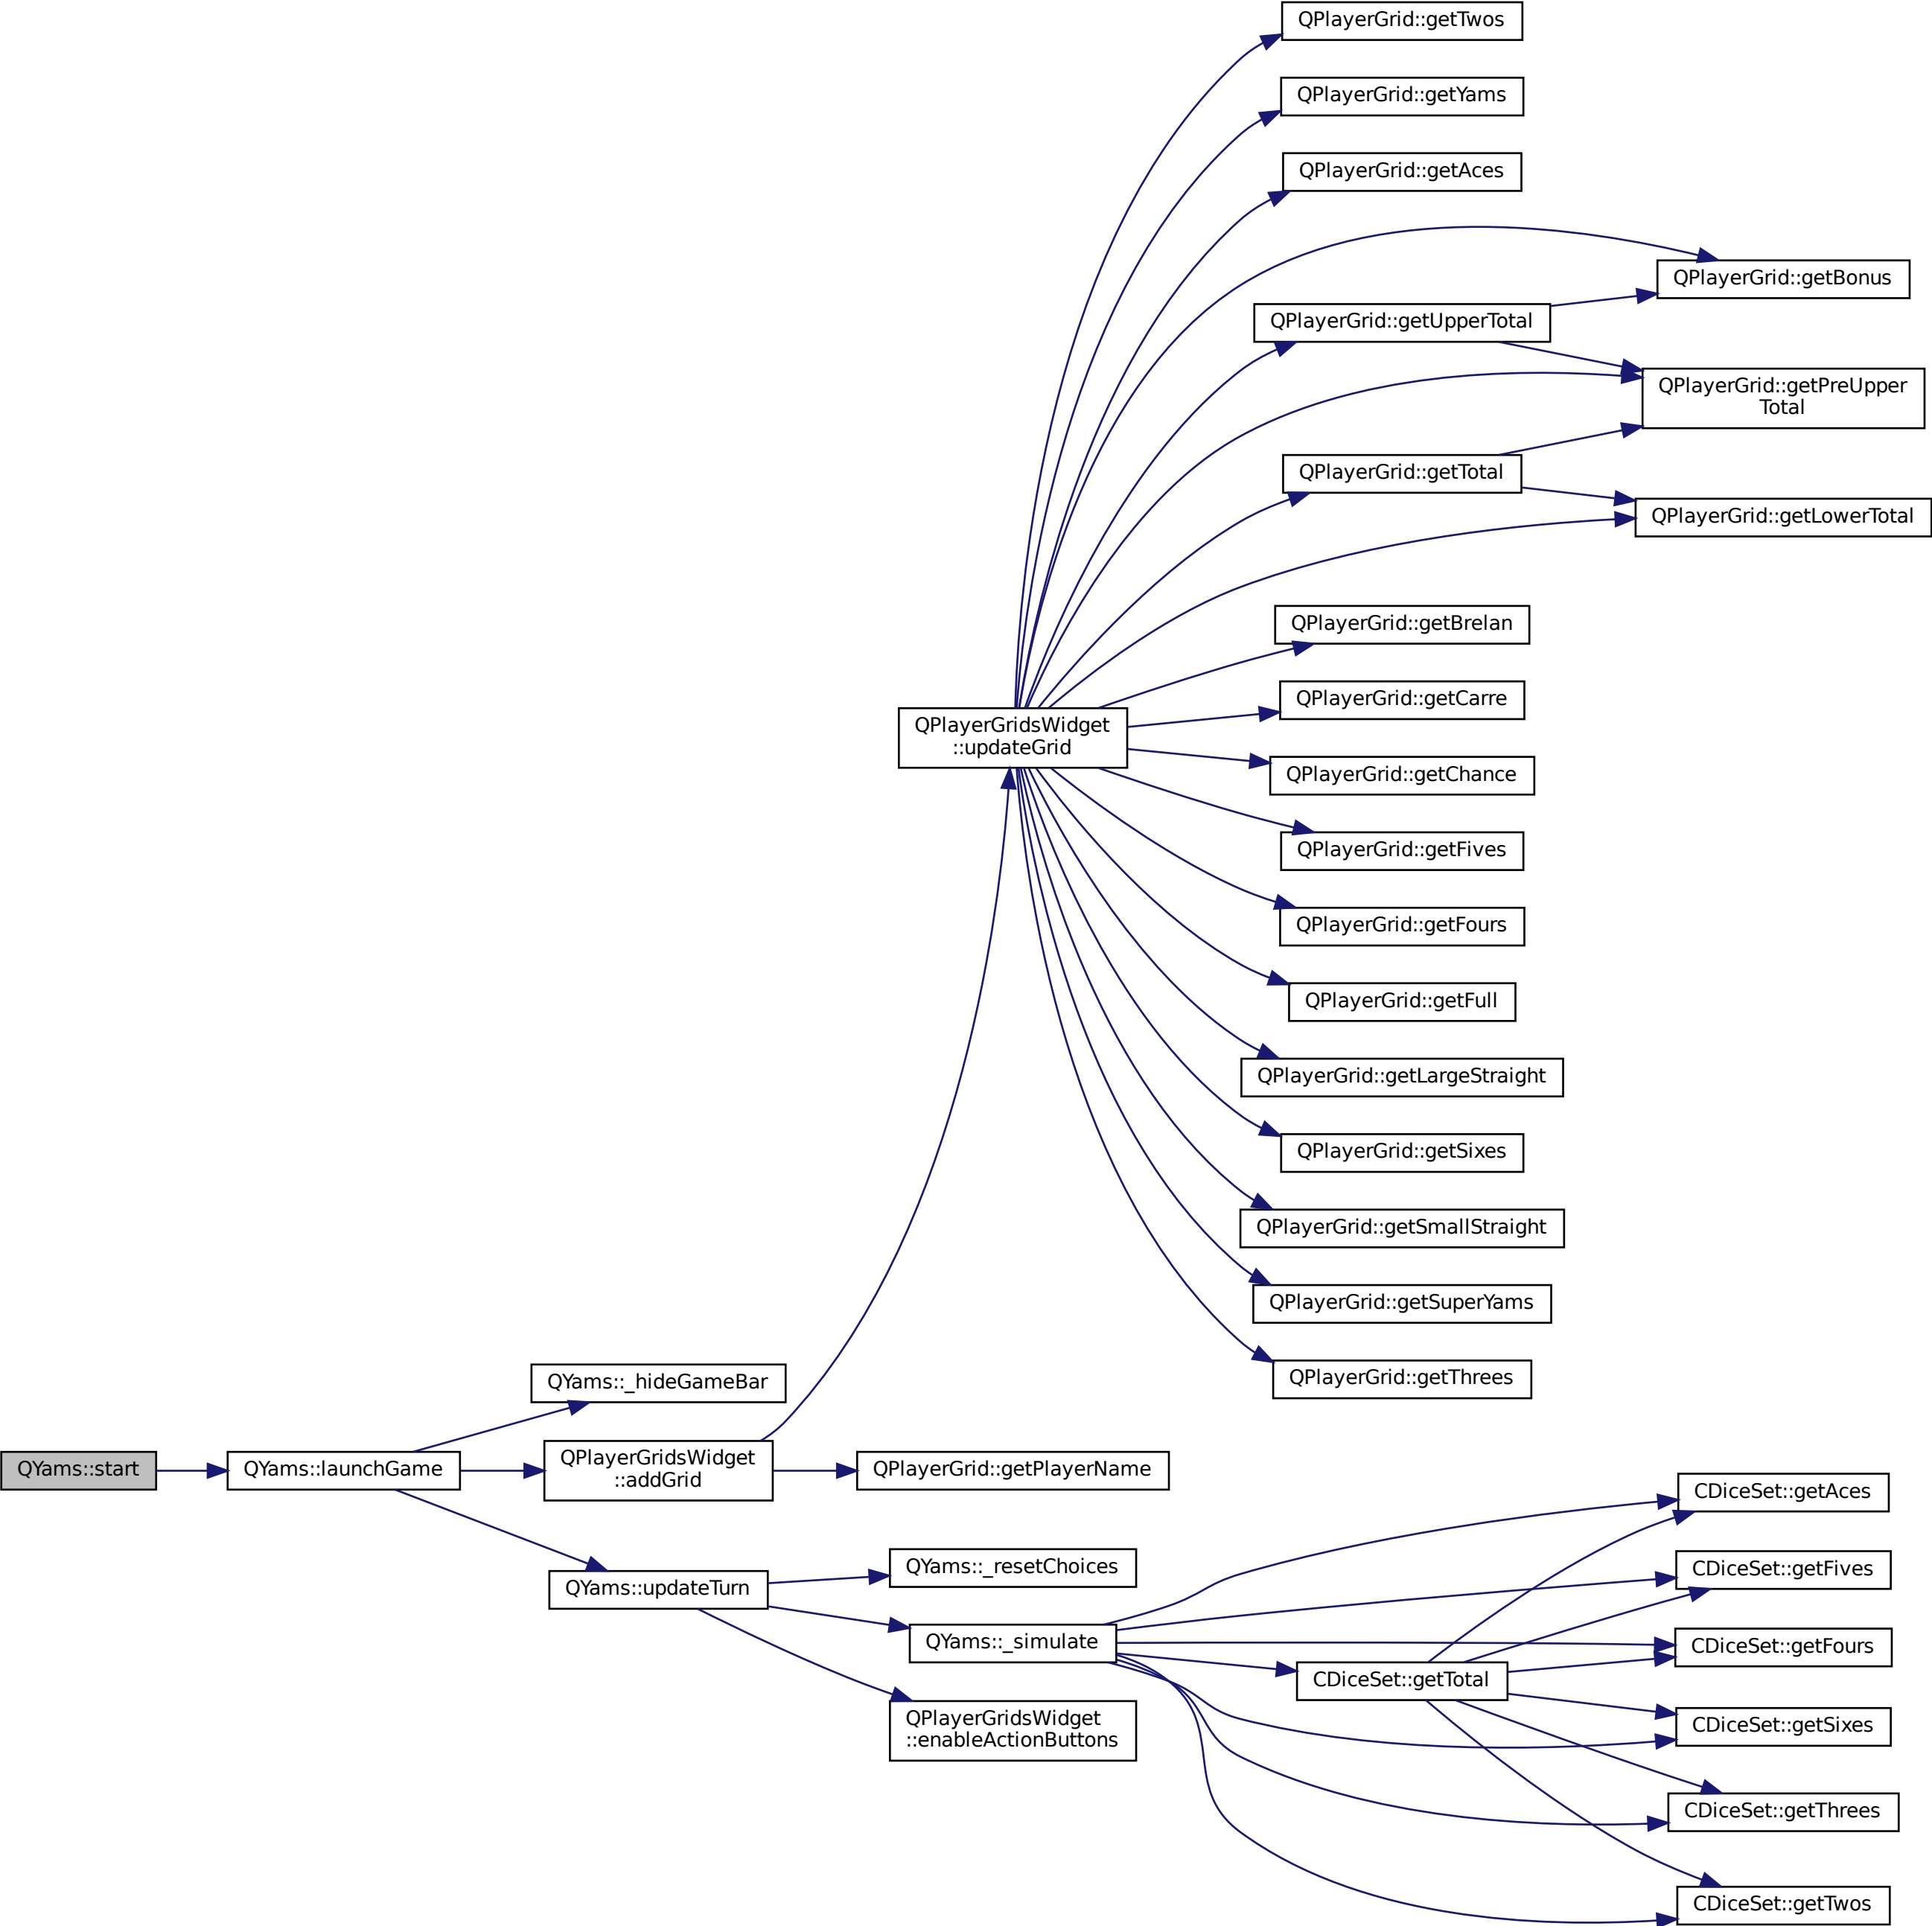 QPlayerGrid::getTwos
QPlayerGrid::getYams
QPlayerGrid::getAces
QPlayerGrid::getBonus
QPlayerGrid::getUpperTotal
QPlayerGrid::getPreUpper
Total
QPlayerGrid::getTotal
QPlayerGrid::getLowerTotal
QPlayerGrid::getBrelan
QPlayerGrid::getCarre
QPlayerGridsWidget
::updateGrid
QPlayerGrid::getChance
QPlayerGrid::getFives
QPlayerGrid::getFours
QPlayerGrid::getFull
QPlayerGrid::getLargeStraight
QPlayerGrid::getSixes
QPlayerGrid::getSmallStraight
QPlayerGrid::getSuperYams
QPlayerGrid::getThrees
QYams::_hideGameBar
QYams::start
QYams::launchGame
QPlayerGridsWidget
::addGrid
QPlayerGrid::getPlayerName
CDiceSet::getAces
QYams::_resetChoices
CDiceSet::getFives
QYams::updateTurn
QYams::_simulate
CDiceSet::getFours
CDiceSet::getTotal
QPlayerGridsWidget
::enableActionButtons
CDiceSet::getSixes
CDiceSet::getThrees
CDiceSet::getTwos